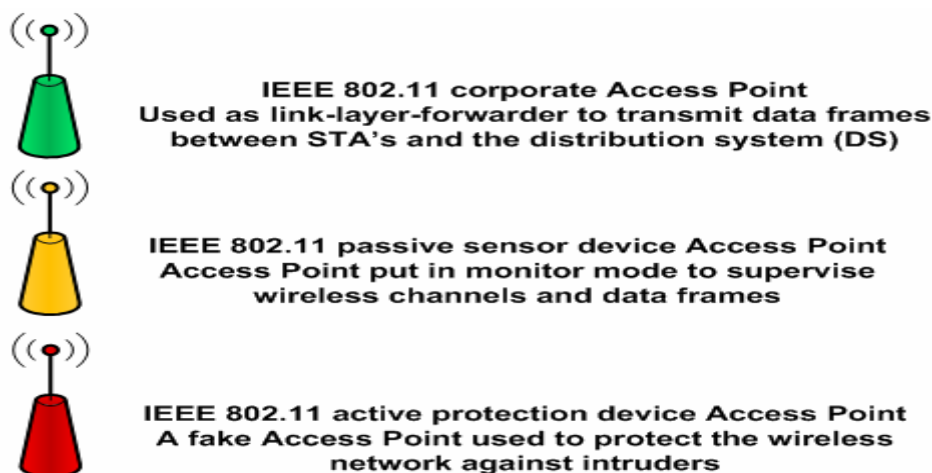 IEEE 802.11 corporate Access Point
Used as link-layer-forwarder to transmit data frames
between STA's and the distribution system (DS)
IEEE 802.11 passive sensor device Access Point
Access Point put in monitor mode to supervise
wireless channels and data frames
IEEE 802.11 active protection device Access Point
A fake Access Point used to protect the wireless
network against intruders